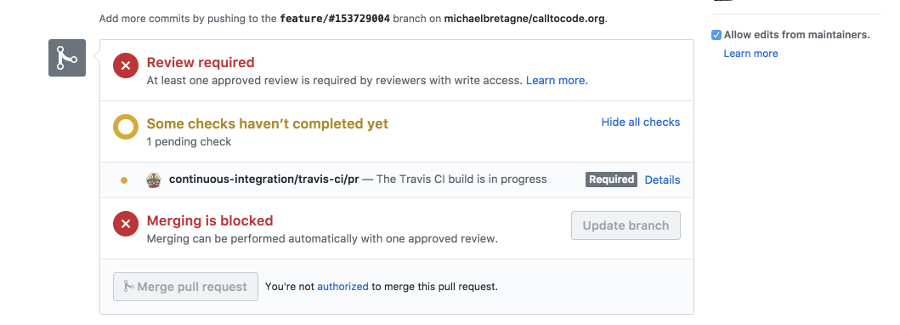 Add more commits by pushing to the feature/#153729004 branch on michaelbretagne/calltocode.org.
Allow edits from maintainers.
Learn more
Review required
At least one approved review is required by reviewers with write access. Learn more.
Some checks haven’t completed yet
Hide all checks
1 pending check
continuous-integration/travis-ci/pr — The Travis CI build is in progress
Required
Details
Merging is blocked
Merging can be performed automatically with one approved review.
Update branch
Merge pull request
You're not authorized to merge this pull request.